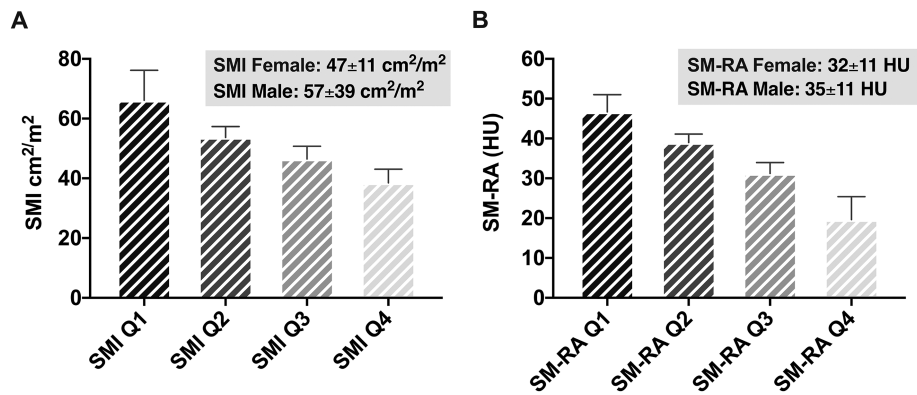 A
SMI cm²/m²
80
60
40
20
0
SMI Female: 47±11 cm²/m²
SMI Male: 57±39 cm²/m²
SMI Q1
SMI Q2
SMI Q3
SMI Q4
B
SM-RA (HU)
60
50
40
30
20
10
0
SM-RA Female: 32±11 HU
SM-RA Male: 35±11 HU
SM-RA Q1
SM-RA Q2
SM-RA Q3
SM-RA Q4